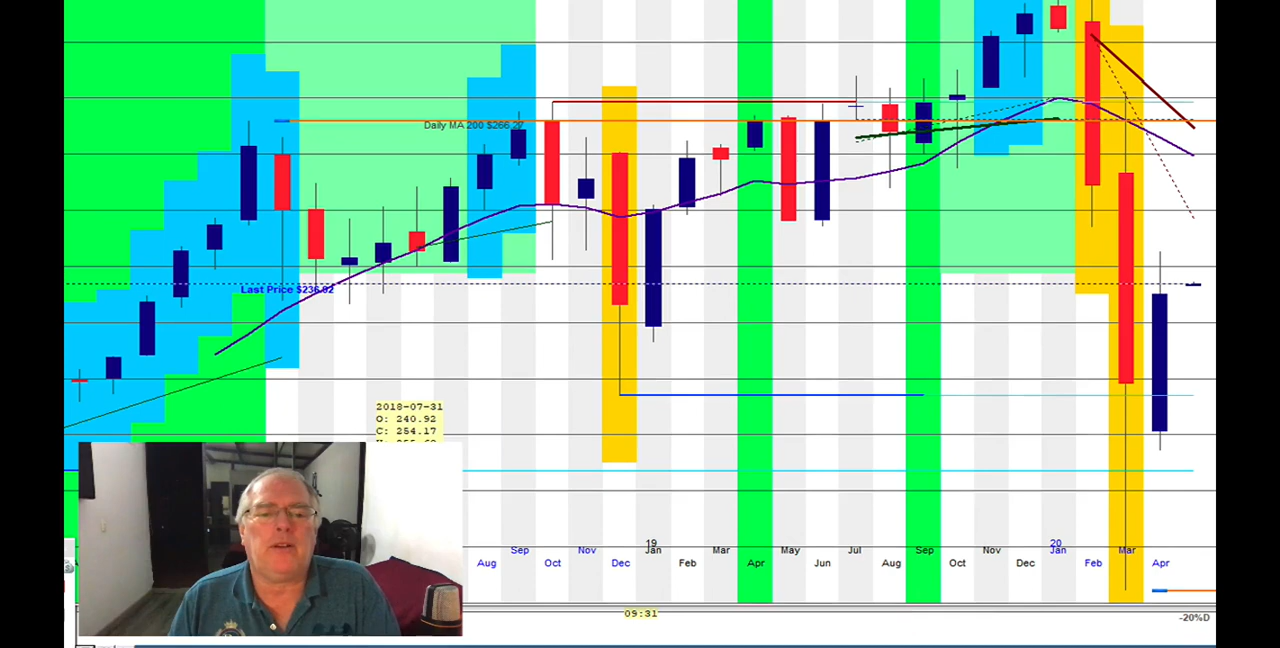 Daily MA 200 $266.27
Last Price $236.92
2018-07-31
O: 240.92
C: 254.17
19
20
Sep Nov Jan Mar May Jul Sep Nov Jan Mar
Aug Oct Dec Feb Apr Jun Aug Oct Dec Feb Apr
09:31
-20%D